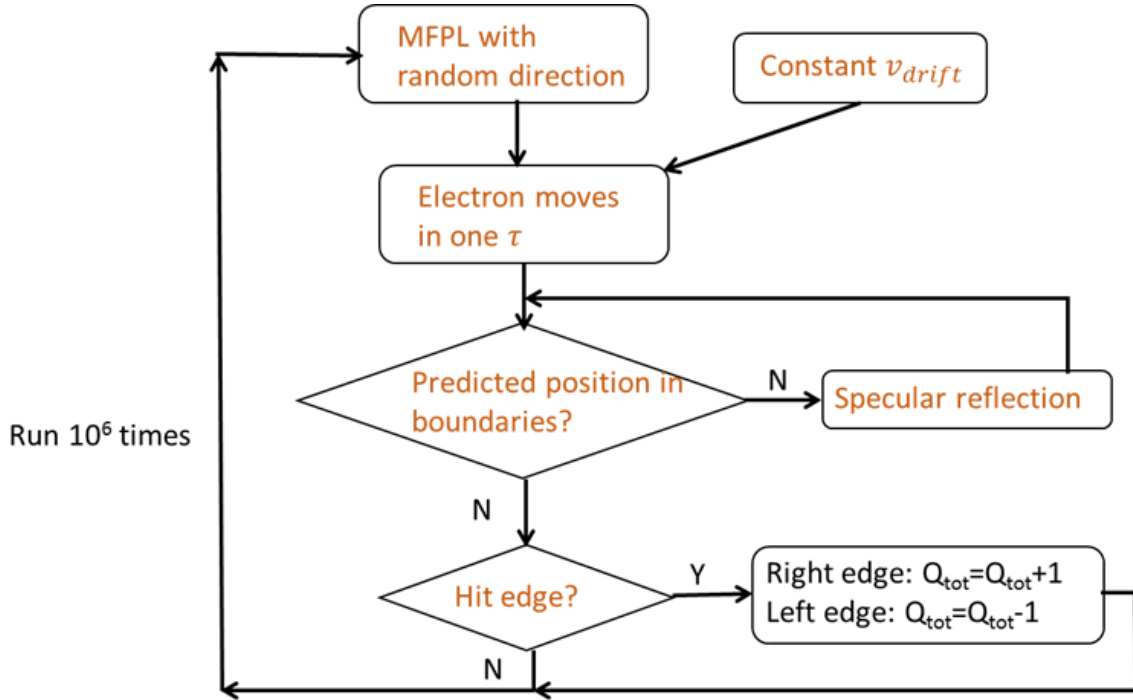 MFPL with
random direction
Constant v_drift
Electron moves
in one τ
Predicted position in
boundaries?
N
Specular reflection
Run 10⁶ times
N
Hit edge?
Y
Right edge: Q_tot=Q_tot+1
Left edge: Q_tot=Q_tot-1
N